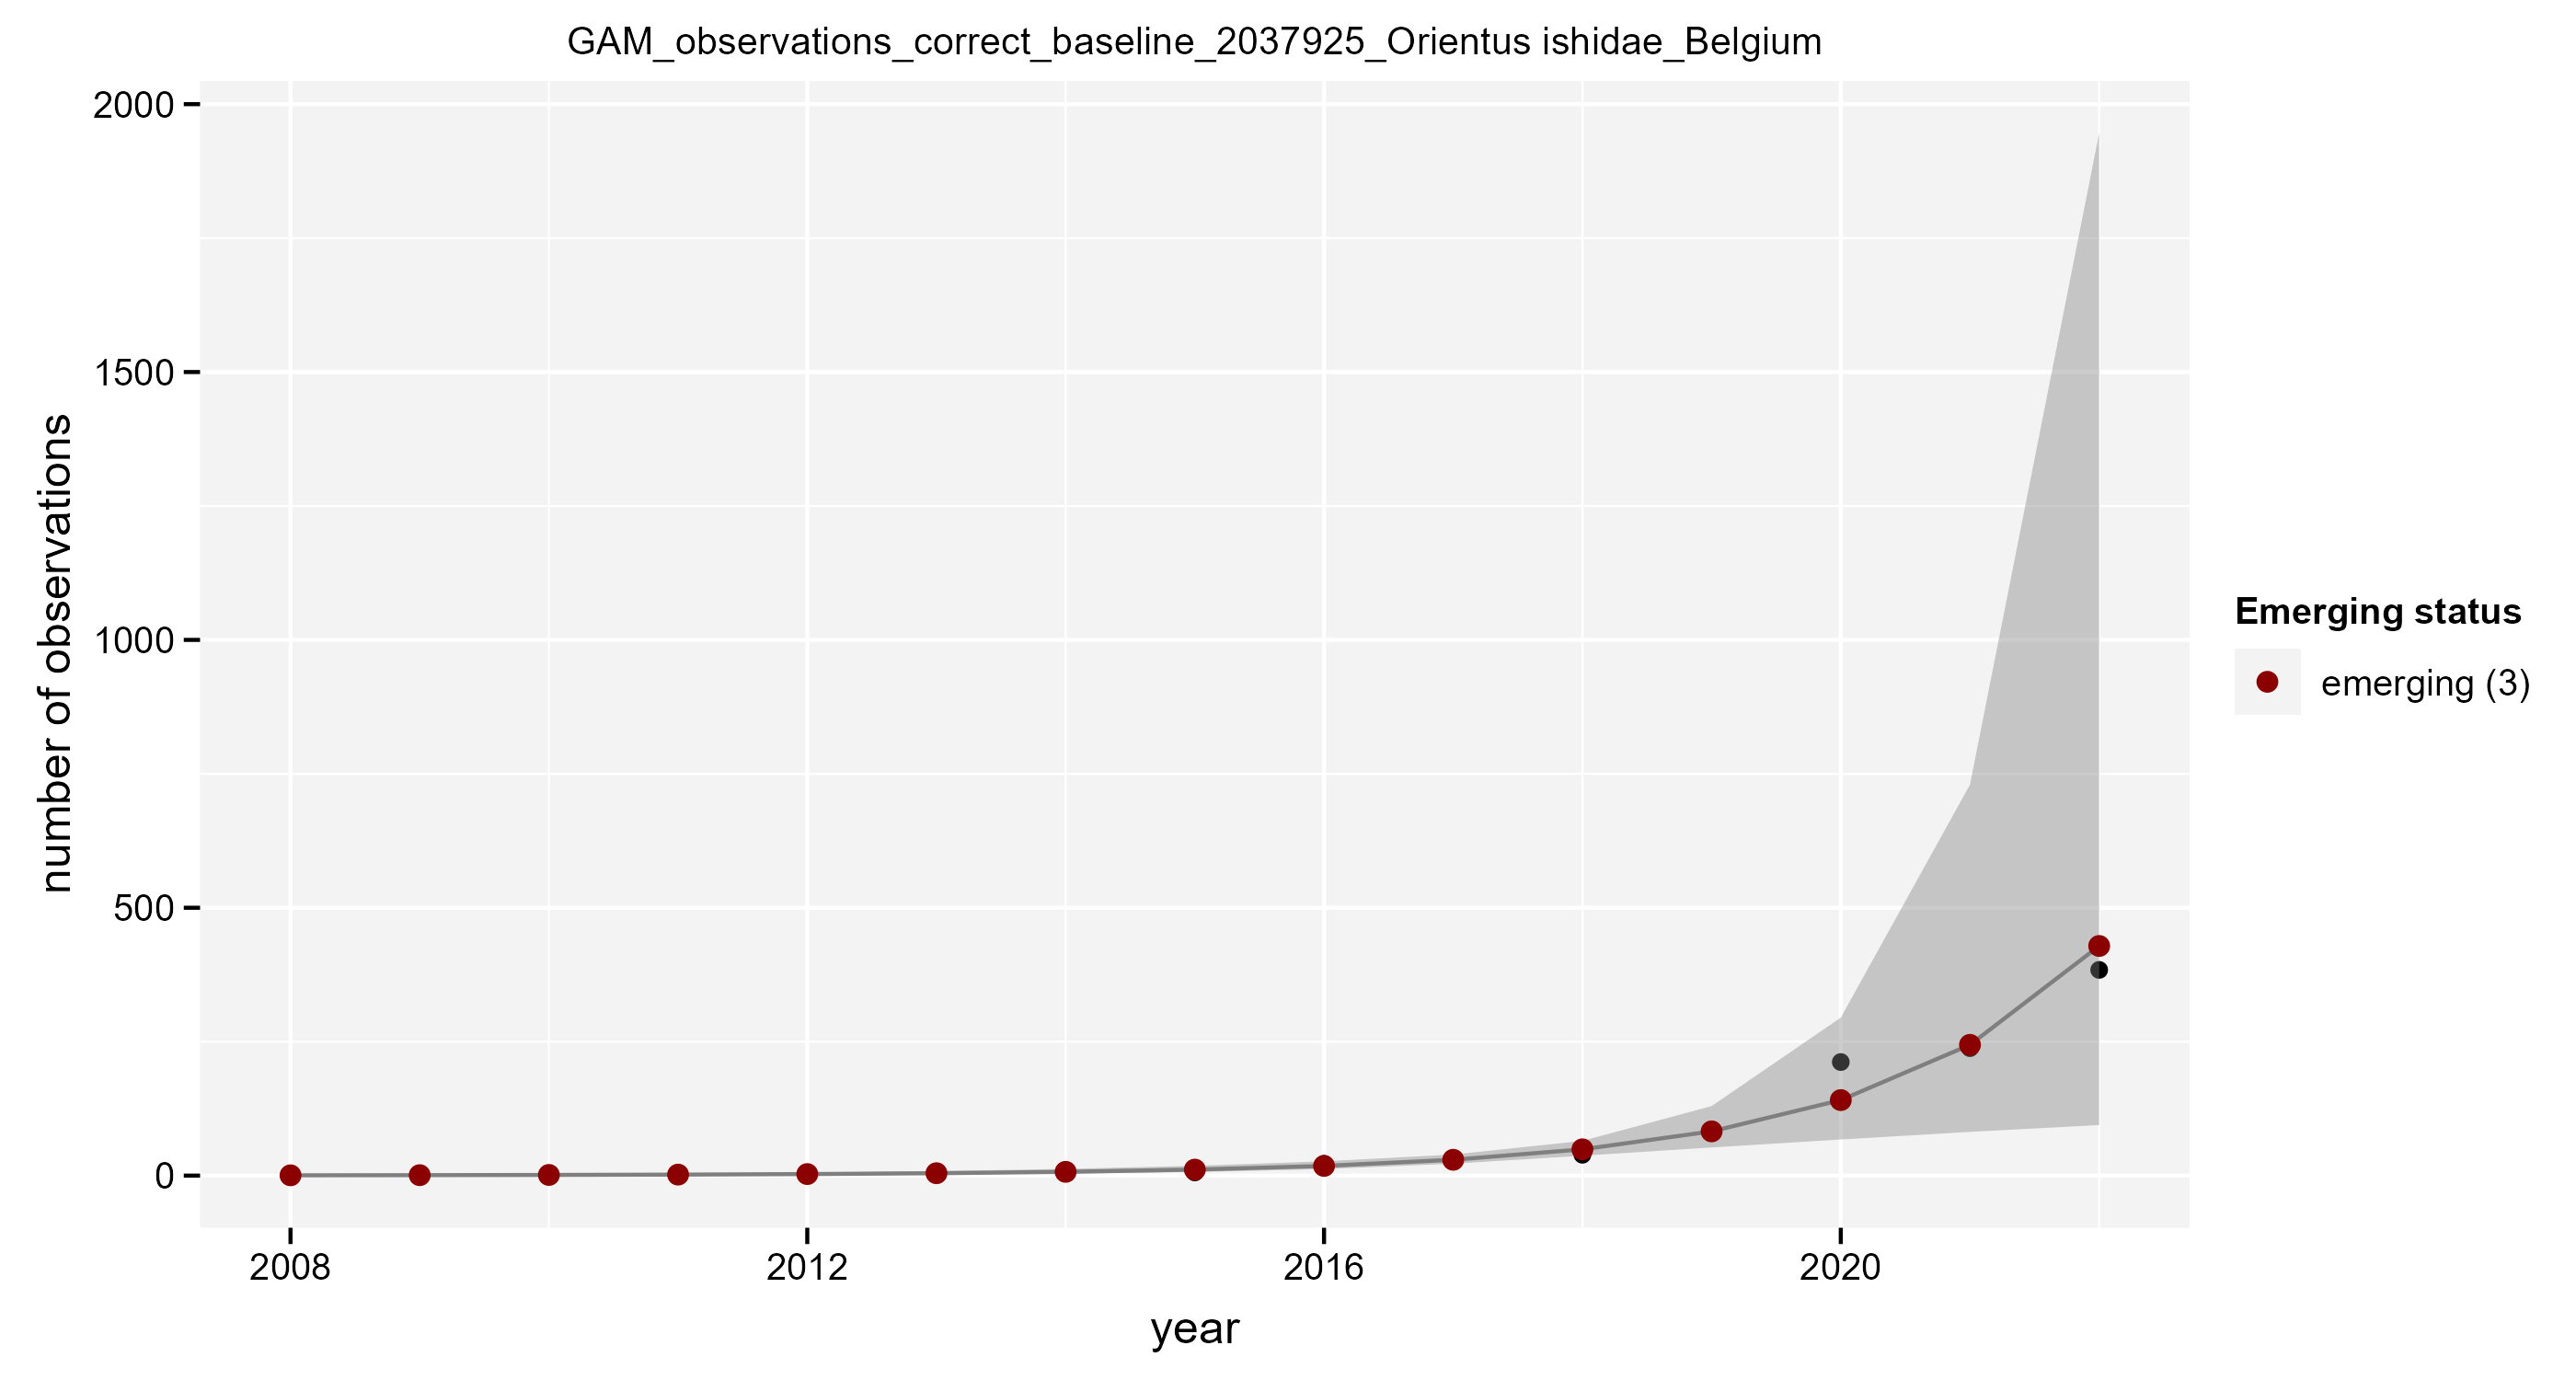 GAM_observations_correct_baseline_2037925_Orientus ishidae_Belgium
number of observations
2000
1500
1000
500
0
2008 2012 2016 2020
year
Emerging status
emerging (3)